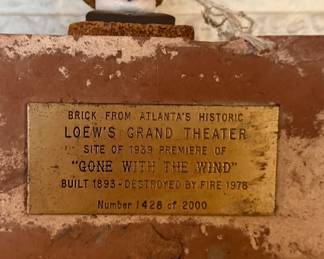 BRICK FROM ATLANTA'S HISTORIC
LOEW'S GRAND THEATER
SITE OF 1939 PREMIERE OF
"GONE WITH THE WIND"
BUILT 1893-DESTROYED BY FIRE 1978
Number 1428 of 2000